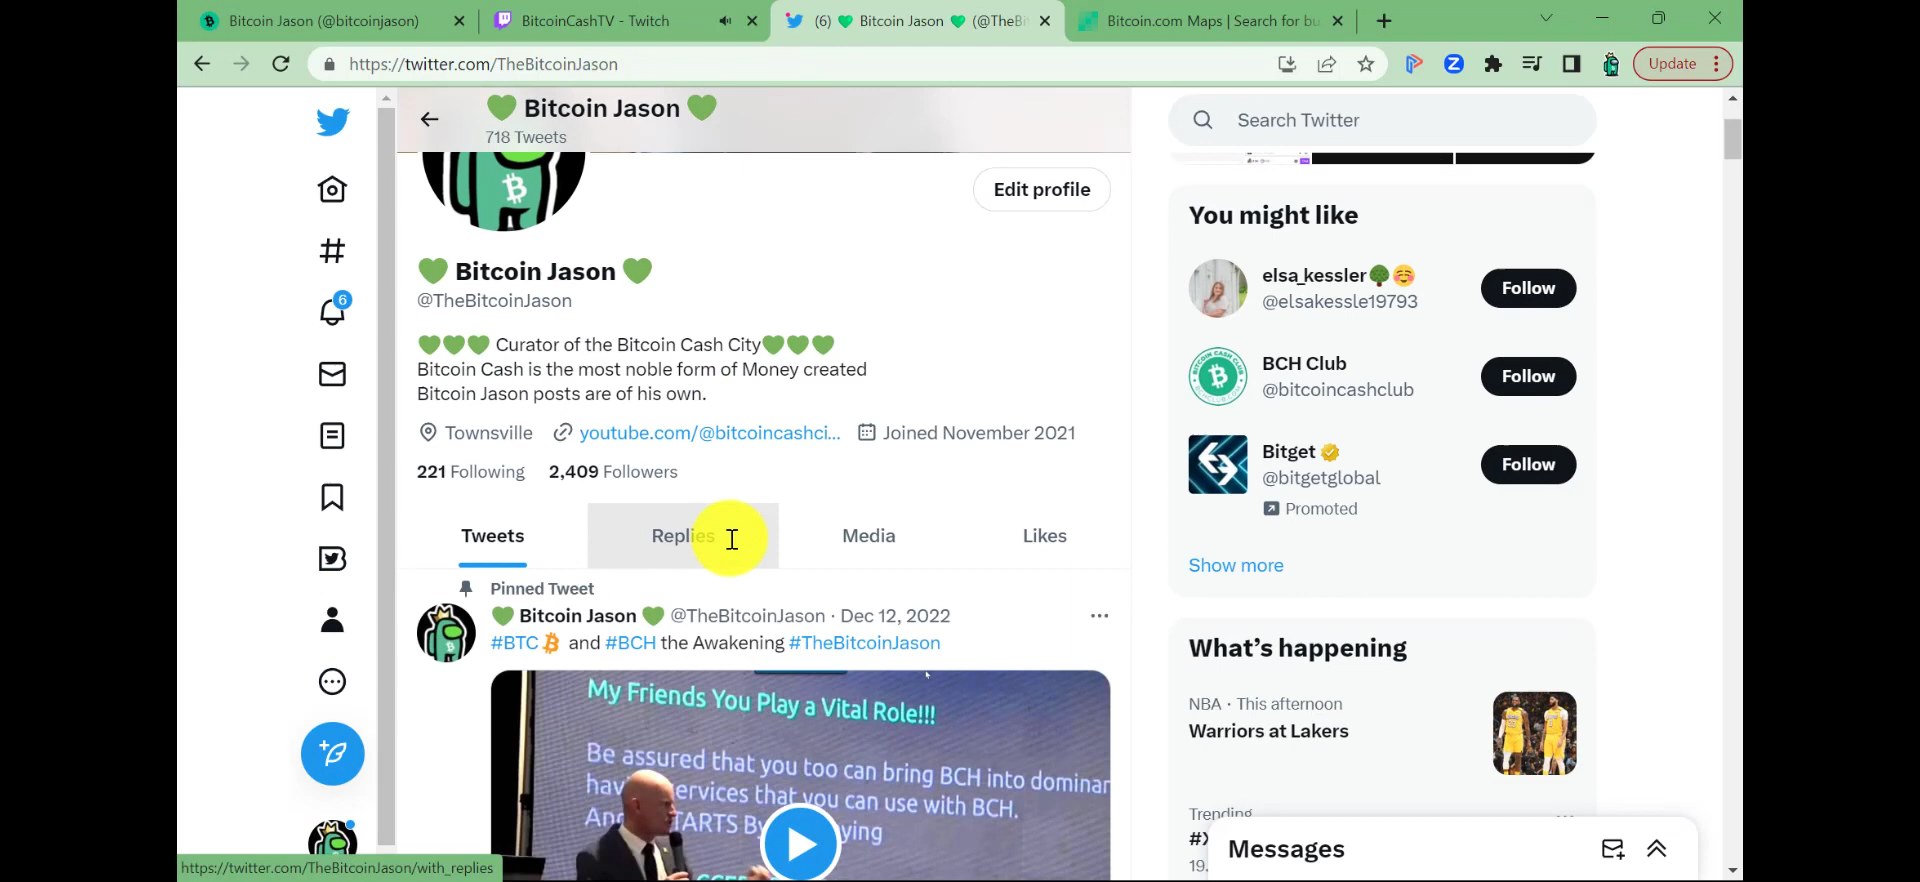 Bitcoin Jason (@bitcoinjason)
BitcoinCashTV - Twitch
(6) 💚 Bitcoin Jason 💚 (@TheBit
Bitcoin.com Maps | Search for bu
https://twitter.com/TheBitcoinJason
Update
💚 Bitcoin Jason 💚
718 Tweets
Search Twitter
Edit profile
💚 Bitcoin Jason 💚
@TheBitcoinJason
💚💚💚 Curator of the Bitcoin Cash City💚💚💚
Bitcoin Cash is the most noble form of Money created
Bitcoin Jason posts are of his own.
Townsville youtube.com/@bitcoincashci... Joined November 2021
221 Following 2,409 Followers
Tweets Replies Media Likes
Pinned Tweet
💚 Bitcoin Jason 💚 @TheBitcoinJason · Dec 12, 2022
#BTC and #BCH the Awakening #TheBitcoinJason
My Friends You Play a Vital Role!!!
Be assured that you too can bring BCH into dominan
services that you can use with BCH.
STARTS By
6
You might like
elsa_kessler🌳☺️
@elsakessle19793
Follow
BCH Club
@bitcoincashclub
Follow
Bitget
@bitgetglobal
Promoted
Follow
Show more
What's happening
NBA · This afternoon
Warriors at Lakers
Trending
19.
Messages
https://twitter.com/TheBitcoinJason/with_replies